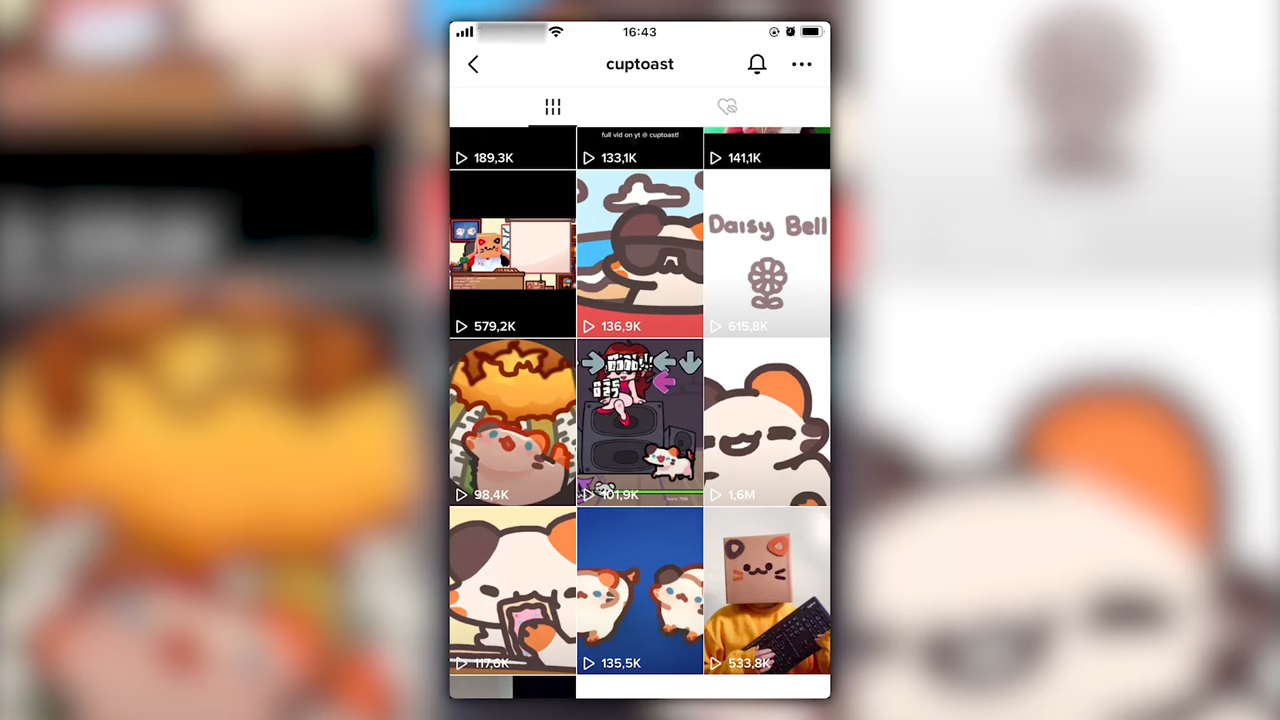 16:43
cuptoast
full vid on yt @ cuptoast!
189,3K
133,1K
141,1K
Daisy Bell
579,2K
136,9K
615,8K
98,4K
101,9K
1,6M
117,6K
135,5K
533,8K